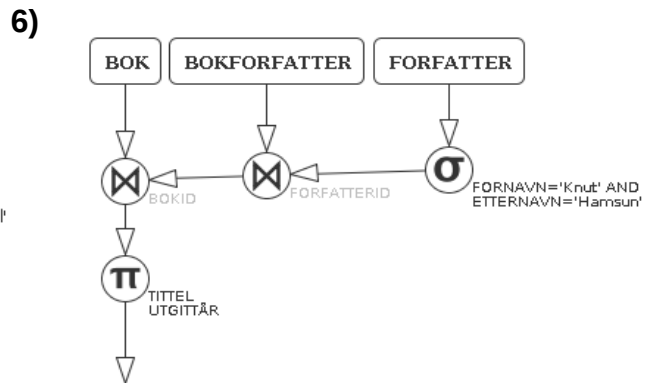 6)
BOK
BOKFORFATTER
FORFATTER
⋈
BOKID
⋈
FORFATTERID
σ
FORNAVN='Knut' AND
ETTERNAVN='Hamsun'
π
TITTEL
UTGITTÅR